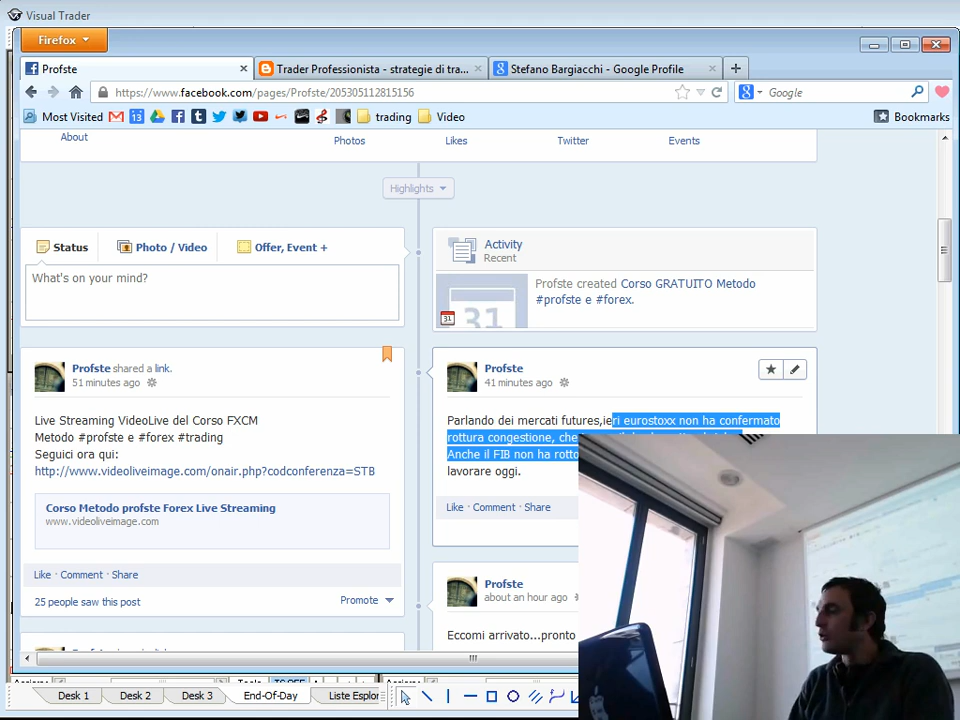 Visual Trader
Firefox
Profste
Trader Professionista - strategie di tra...
Stefano Bargiacchi - Google Profile
https://www.facebook.com/pages/Profste/205305112815156
Google
Most Visited
13
trading
Video
Bookmarks
About
Photos
Likes
Twitter
Events
Highlights
Status
Photo / Video
Offer, Event +
What's on your mind?
Activity
Recent
Profste created Corso GRATUITO Metodo
#profste e #forex.
31
31
Profste shared a link.
51 minutes ago
Live Streaming VideoLive del Corso FXCM
Metodo #profste e #forex #trading
Seguici ora qui:
http://www.videoliveimage.com/onair.php?codconferenza=STB
Corso Metodo profste Forex Live Streaming
www.videoliveimage.com
Like · Comment · Share
25 people saw this post
Promote
Profste
41 minutes ago
Parlando dei mercati futures,ieri eurostoxx non ha confermato
rottura congestione, che
Anche il FIB non ha rotto
lavorare oggi.
Like · Comment · Share
Profste
about an hour ago
Eccomi arrivato...pronto
Desk 1
Desk 2
Desk 3
End-Of-Day
Liste Esplor